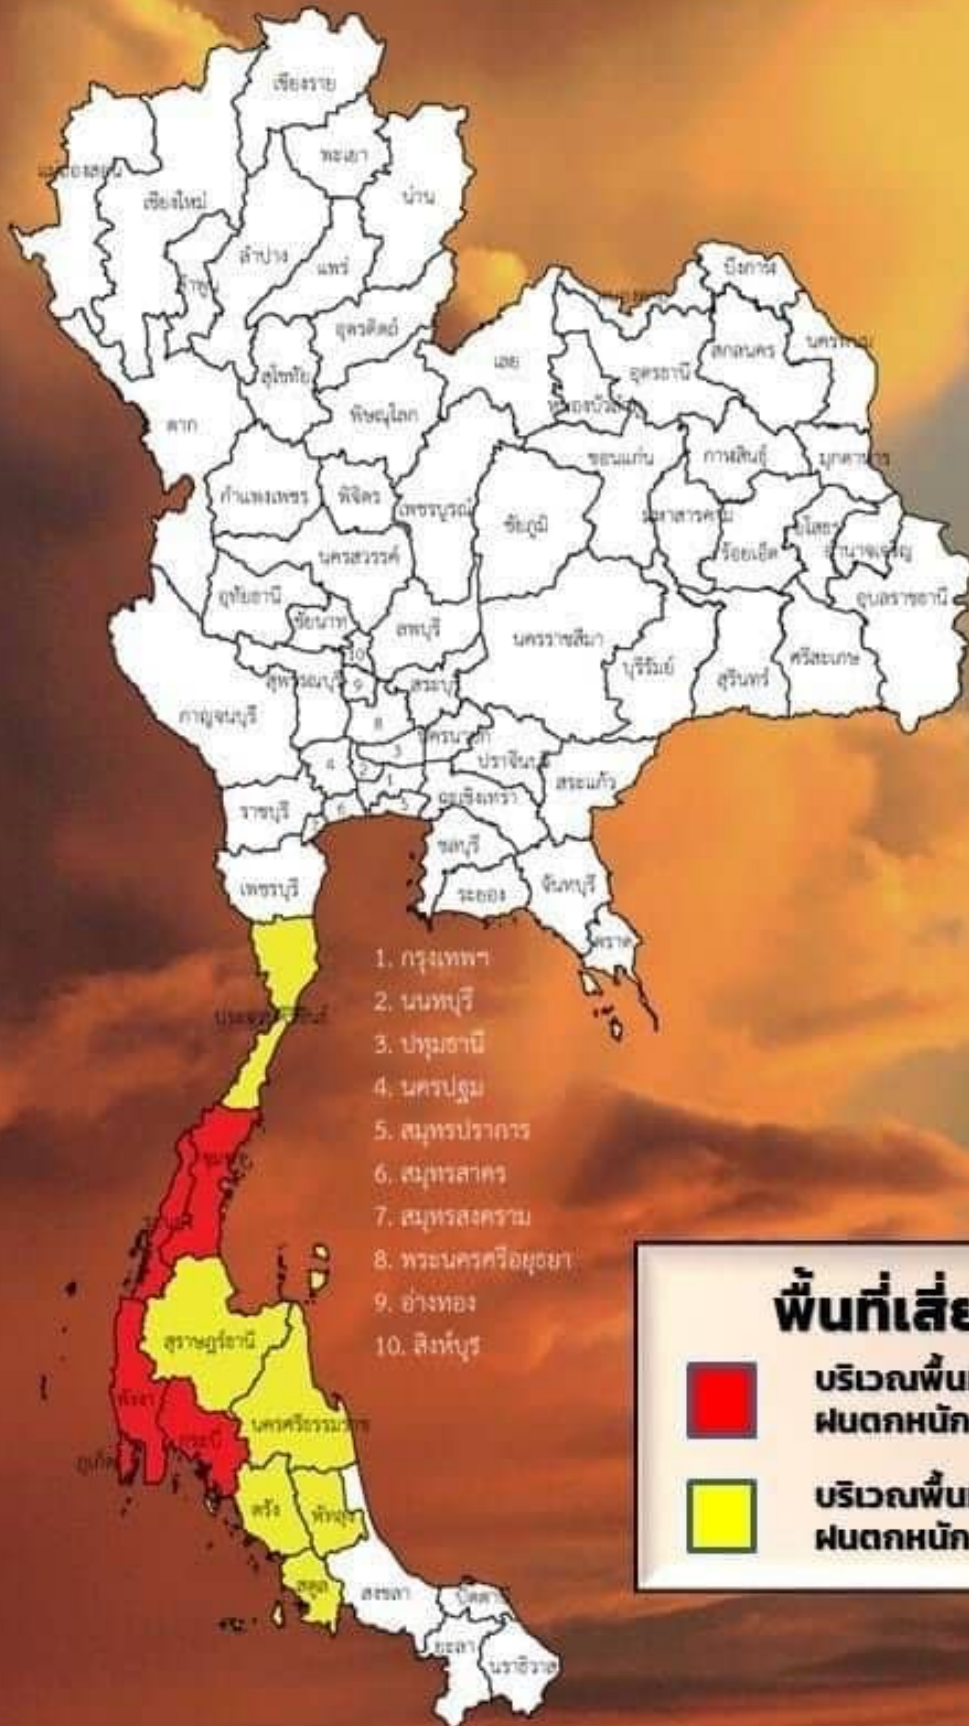 เชียงราย
พะเยา
น่าน
เชียงใหม่
ลำปาง
แพร่
อุตรดิตถ์
สุโขทัย
ตาก
พิษณุโลก
เลย
บึงกาฬ
สกลนคร
อุดรธานี
ขอนแก่น
กาฬสินธุ์
มุกดาหาร
กำแพงเพชร
พิจิตร
เพชรบูรณ์
ชัยภูมิ
มหาสารคาม
ร้อยเอ็ด
อำนาจเจริญ
อุบลราชธานี
นครสวรรค์
อุทัยธานี
ชัยนาท
ลพบุรี
นครราชสีมา
บุรีรัมย์
สุรินทร์
ศรีสะเกษ
10
สุพรรณบุรี
9
สระบุรี
กาญจนบุรี
8
3
4
2
1
ปราจีนบุรี
สระแก้ว
ฉะเชิงเทรา
ราชบุรี
6
5
ชลบุรี
เพชรบุรี
ระยอง
จันทบุรี
ตราด
1. กรุงเทพฯ
2. นนทบุรี
3. ปทุมธานี
4. นครปฐม
5. สมุทรปราการ
6. สมุทรสาคร
7. สมุทรสงคราม
8. พระนครศรีอยุธยา
9. อ่างทอง
10. สิงห์บุรี
สุราษฎร์ธานี
นครศรีธรรมราช
พังงา
กระบี่
ภูเก็ต
ตรัง
พัทลุง
สตูล
สงขลา
ยะลา
นราธิวาส
พื้นที่เสี่ย
บริเวณพื้น
ฝนตกหนัก
บริเวณพื้น
ฝนตกหนัก